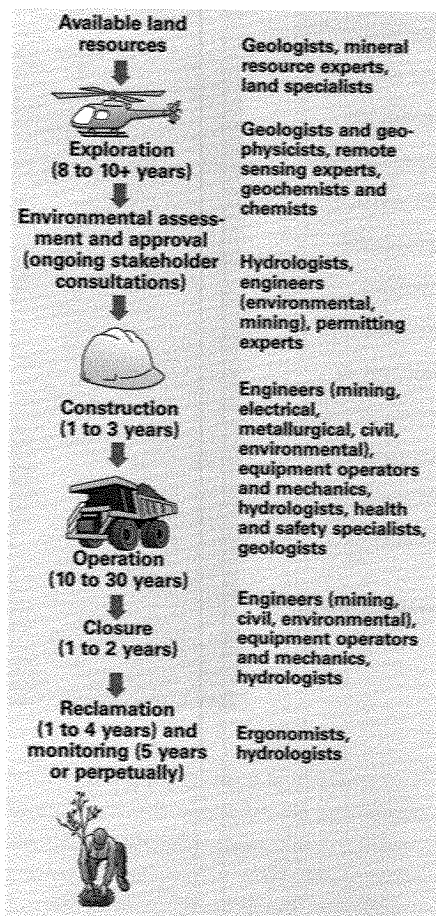 Available land
resources
Geologists, mineral
resource experts,
land specialists
Exploration
(8 to 10+ years)
Geologists and geo-
physicists, remote
sensing experts,
geochemists and
chemists
Environmental assess-
ment and approval
(ongoing stakeholder
consultations)
Hydrologists,
engineers
(environmental,
mining), permitting
experts
Construction
(1 to 3 years)
Engineers (mining,
electrical,
metallurgical, civil,
environmental),
equipment operators
and mechanics,
hydrologists, health
and safety specialists,
geologists
Operation
(10 to 30 years)
Closure
(1 to 2 years)
Engineers (mining,
civil, environmental),
equipment operators
and mechanics,
hydrologists
Reclamation
(1 to 4 years) and
monitoring (5 years
or perpetually)
Ergonomists,
hydrologists